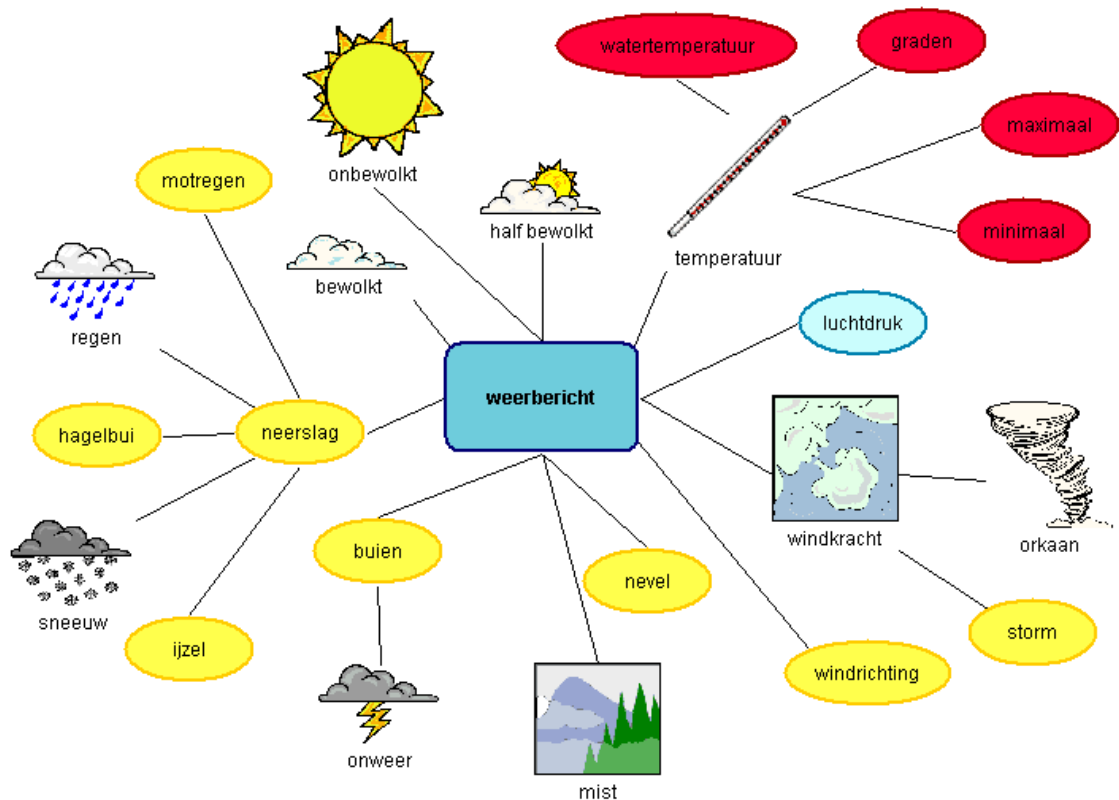 watertemperatuur
graden
maximaal
onbewolkt
motregen
half bewolkt
minimaal
temperatuur
bewolkt
luchtdruk
regen
weerbericht
neerslag
hagelbui
windkracht
orkaan
buien
nevel
sneeuw
storm
ijzel
windrichting
onweer
mist